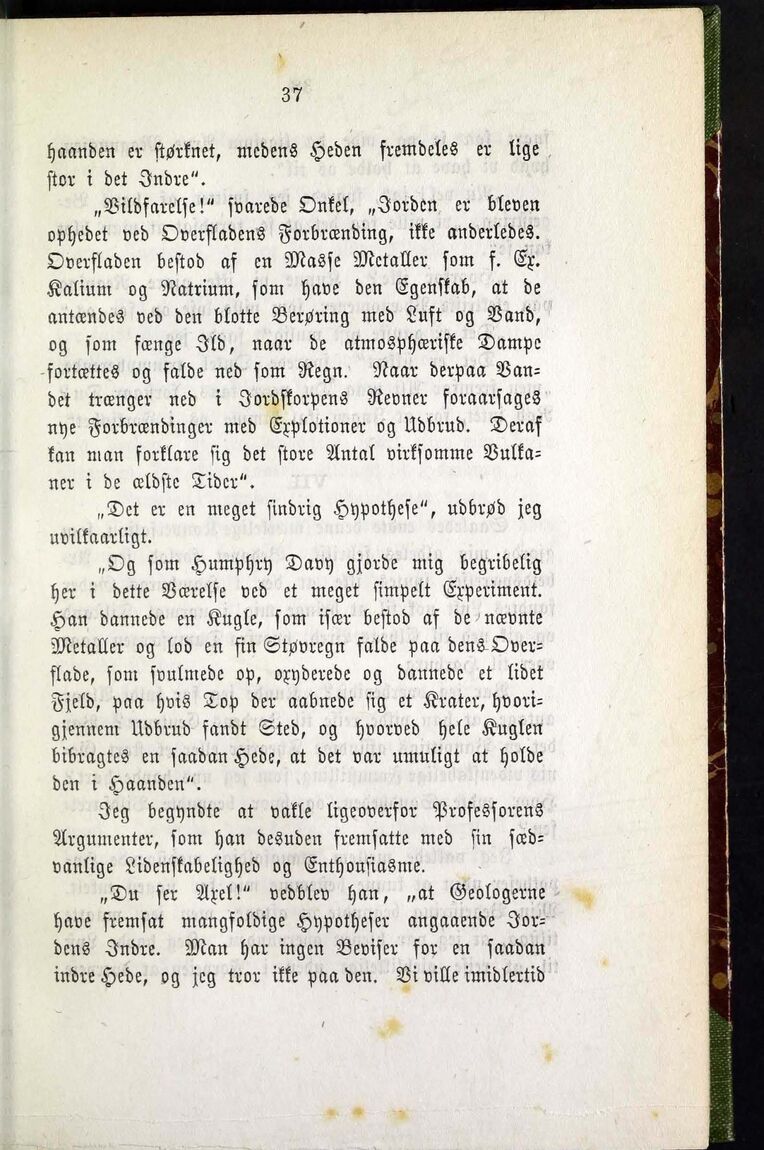 37
haanden er størknet, medens Heden fremdeles er lige
stor i det Indre".
„Vildfarelse!" svarede Onkel, „Jorden er bleven
ophedet ved Overfladens Forbrænding, ikke anderledes.
Overfladen bestod af en Masse Metaller som f. Ex.
Kalium og Natrium, som have den Egenskab, at de
antændes ved den blotte Berøring med Luft og Vand,
og som fænge Ild, naar de atmosphæriske Dampe
fortættes og falde ned som Regn. Naar derpaa Van-
det trænger ned i Jordskorpens Revner foraarsages
nye Forbrændinger med Explotioner og Udbrud. Deraf
kan man forklare sig det store Antal virksomme Vulka-
ner i de ældste Tider".
„Det er en meget sindrig Hypothese", udbrød jeg
uvilkaarligt.
„Og som Humphry Davy gjorde mig begribelig
her i dette Værelse ved et meget simpelt Experiment.
Han dannede en Kugle, som især bestod af de nævnte
Metaller og lod en fin Støvregn falde paa dens Over-
flade, som svulmede op, oxyderede og dannede et lidet
Fjeld, paa hvis Top der aabnede sig et Krater, hvori-
gjennem Udbrud fandt Sted, og hvorved hele Kuglen
bibragtes en saadan Hede, at det var umuligt at holde
den i Haanden".
Jeg begyndte at vakle ligeoverfor Professorens
Argumenter, som han desuden fremsatte med sin sæd-
vanlige Lidenskabelighed og Enthousiasme.
„Du ser Axel!" vedblev han, „at Geologerne
have fremsat mangfoldige Hypotheser angaaende Jor-
dens Indre. Man har ingen Beviser for en saadan
indre Hede, og jeg tror ikke paa den. Vi ville imidlertid